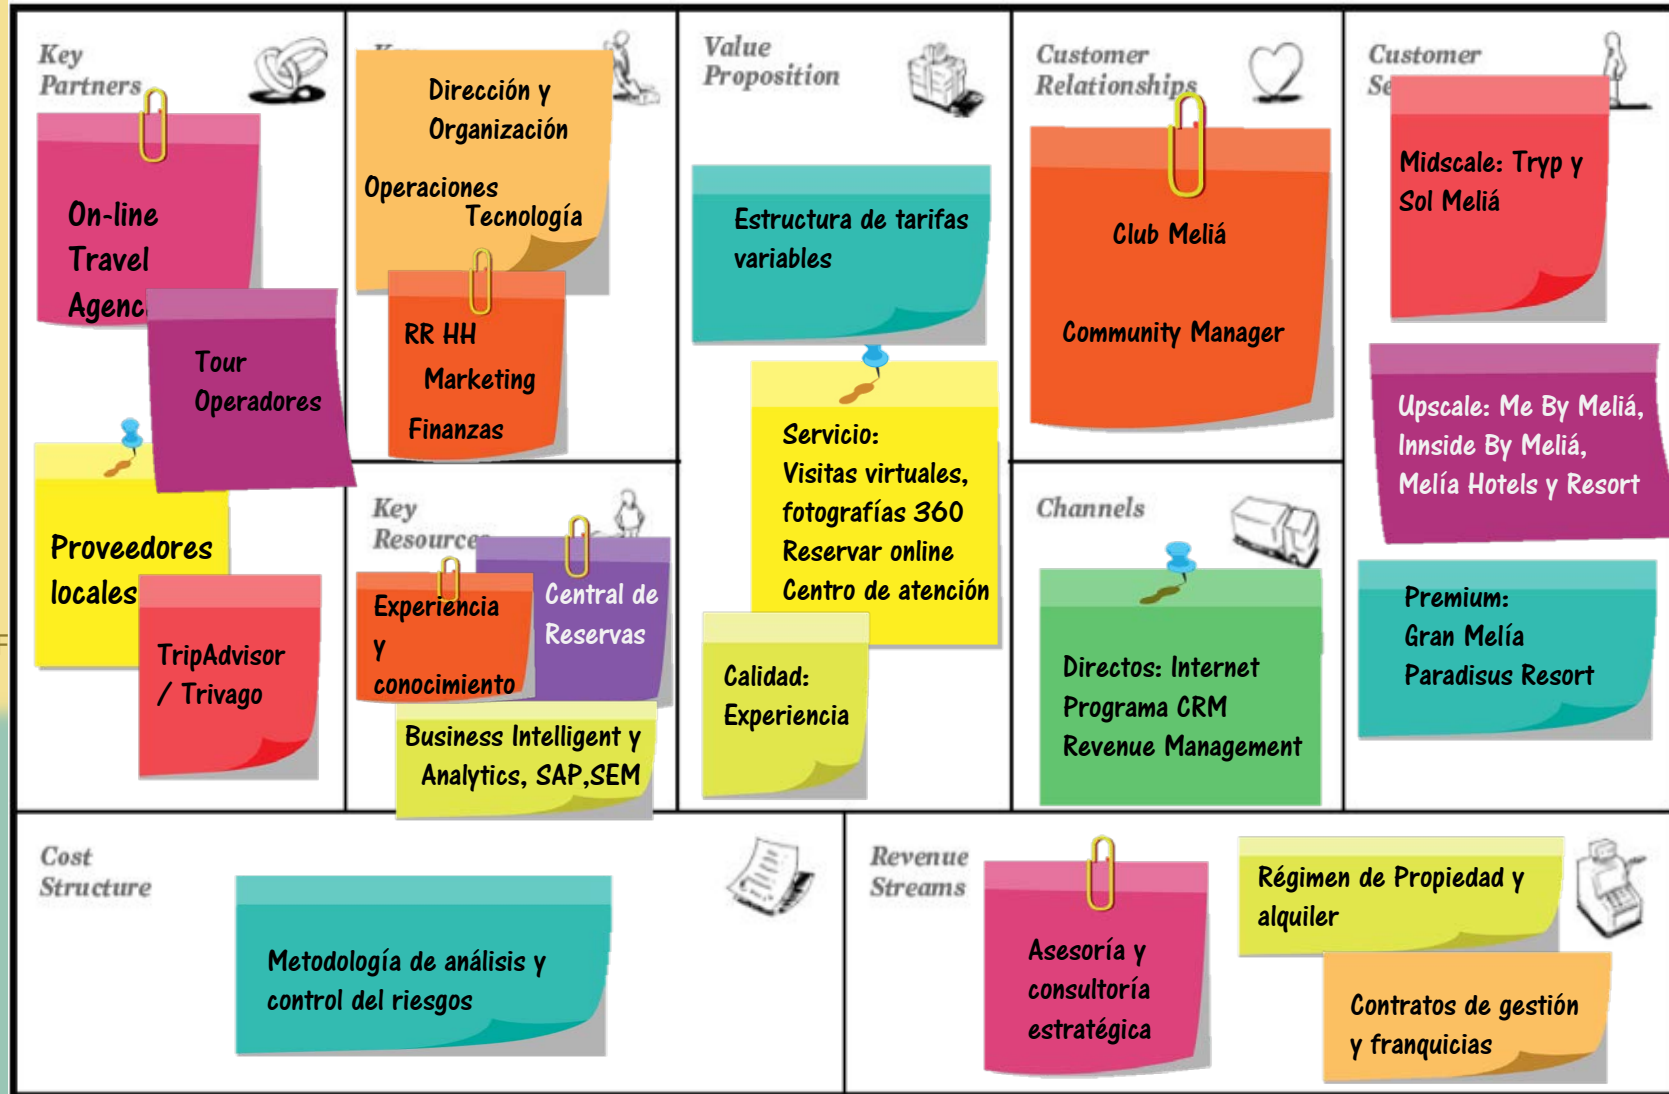 Key
Partners
On-line
Travel
Agenc
Tour
Operadores
Proveedores
locales
TripAdvisor
/ Trivago
Dirección y
Organización
Operaciones
Tecnología
RR HH
Marketing
Finanzas
Key
Resources
Experiencia
y
conocimiento
Central de
Reservas
Business Intelligent y
Analytics, SAP,SEM
Value
Proposition
Estructura de tarifas
variables
Servicio:
Visitas virtuales,
fotografías 360
Reservar online
Centro de atención
Calidad:
Experiencia
Customer
Relationships
Club Meliá
Community Manager
Channels
Directos: Internet
Programa CRM
Revenue Management
Customer
Se
Midscale: Tryp y
Sol Meliá
Upscale: Me By Meliá,
Innside By Meliá,
Melía Hotels y Resort
Premium:
Gran Melía
Paradisus Resort
Cost
Structure
Metodología de análisis y
control del riesgos
Revenue
Streams
Asesoría y
consultoría
estratégica
Régimen de Propiedad y
alquiler
Contratos de gestión
y franquicias